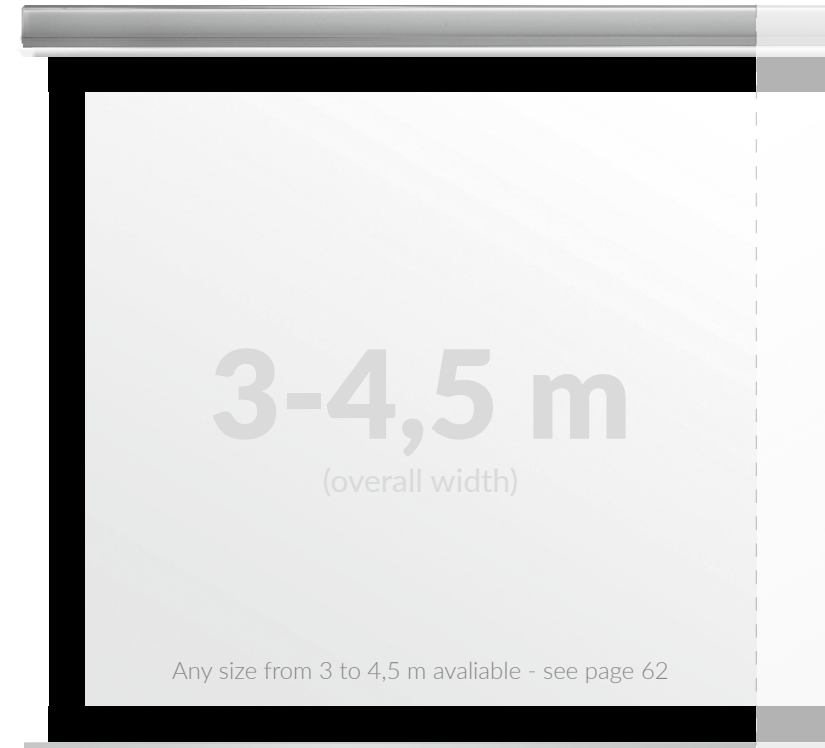 3-4,5 m
(overall width)
Any size from 3 to 4,5 m avaliable - see page 62